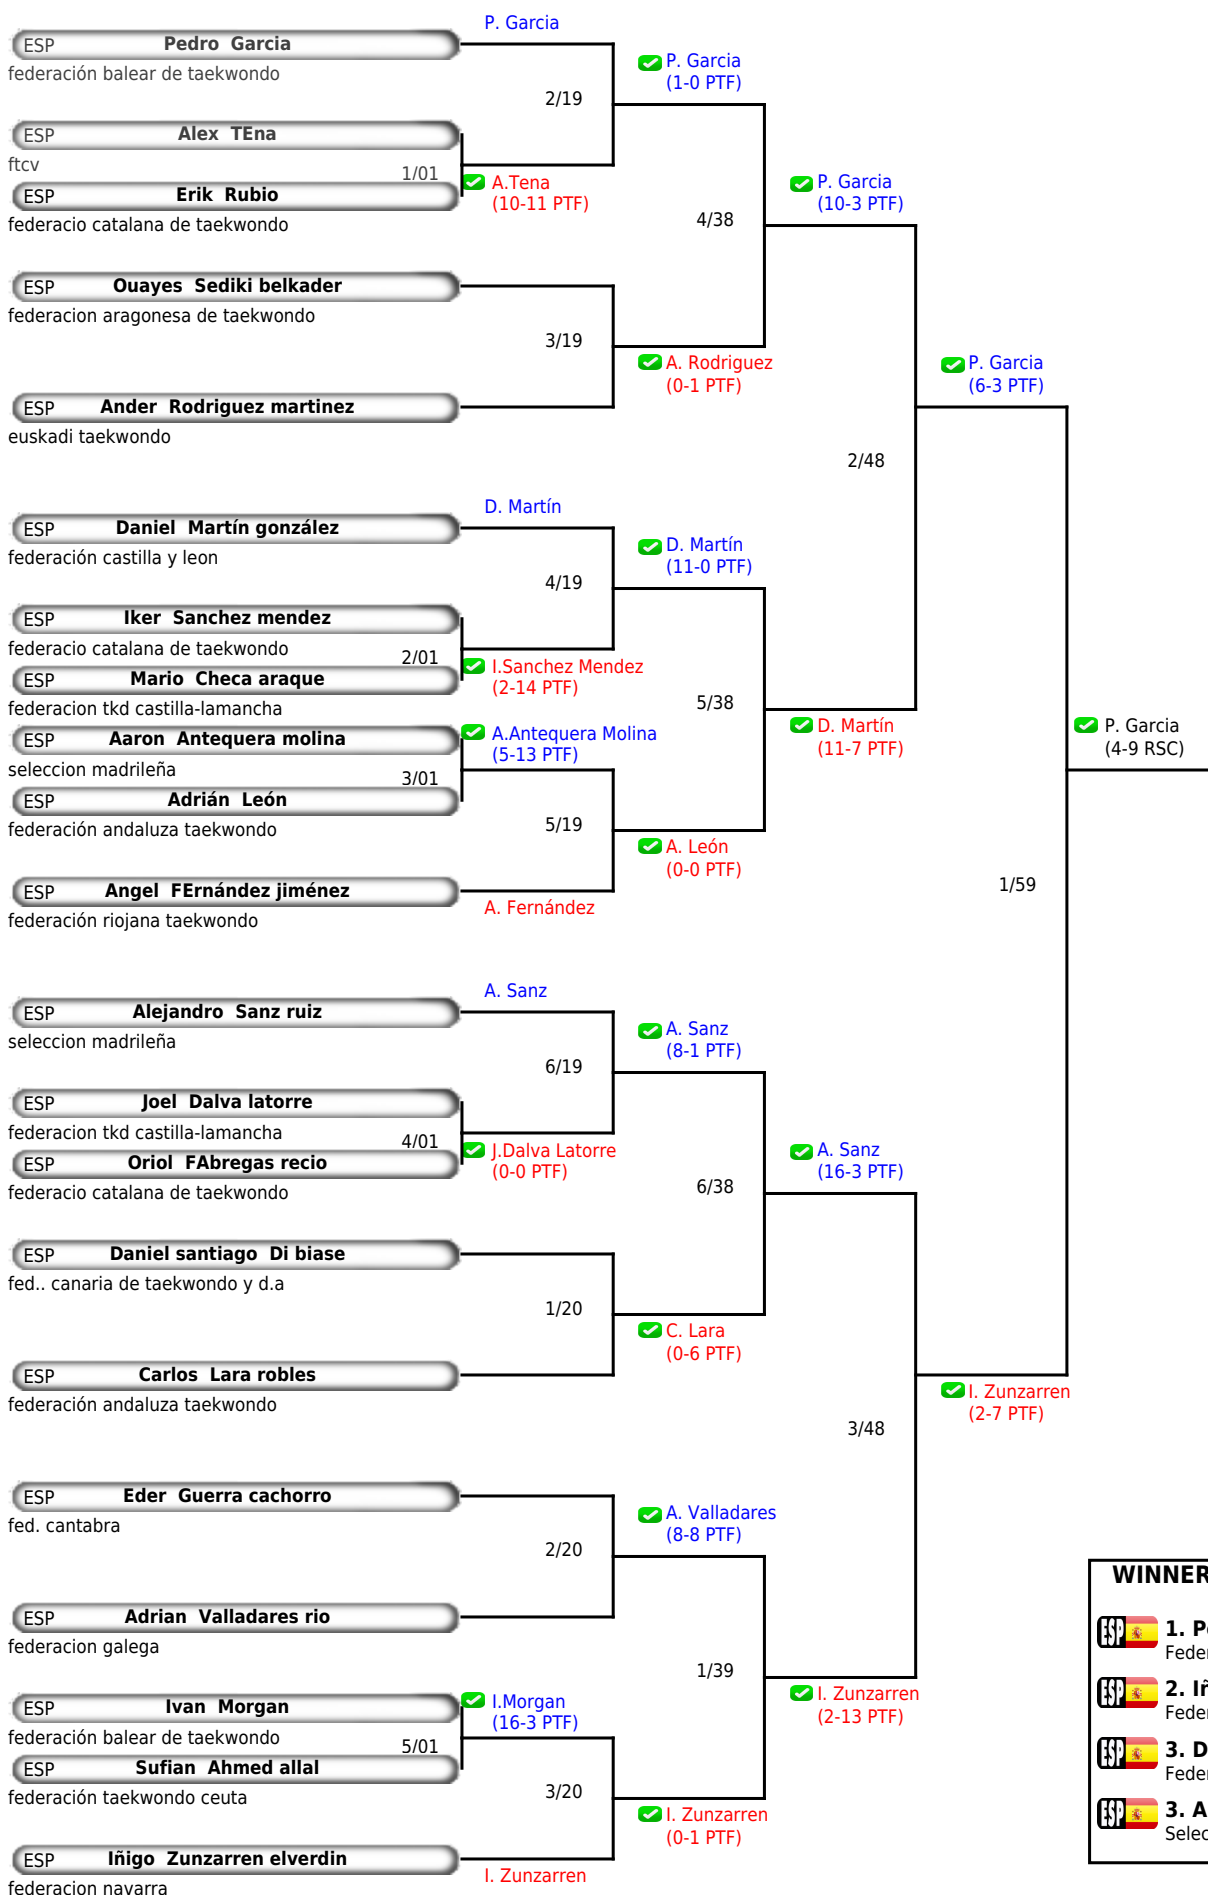 P. Garcia
ESP Pedro Garcia
federación balear de taekwondo
P. Garcia
(1-0 PTF)
2/19
ESP Alex TEna
ftcv
1/01
A.Tena
(10-11 PTF)
ESP Erik Rubio
federacio catalana de taekwondo
P. Garcia
(10-3 PTF)
4/38
ESP Ouayes Sediki belkader
federacion aragonesa de taekwondo
3/19
A. Rodriguez
(0-1 PTF)
P. Garcia
(6-3 PTF)
ESP Ander Rodriguez martinez
euskadi taekwondo
2/48
D. Martín
ESP Daniel Martín gonzález
federación castilla y leon
D. Martín
(11-0 PTF)
4/19
ESP Iker Sanchez mendez
federacio catalana de taekwondo
2/01
I.Sanchez Mendez
(2-14 PTF)
ESP Mario Checa araque
federacion tkd castilla-lamancha
5/38
D. Martín
(11-7 PTF)
P. Garcia
(4-9 RSC)
ESP Aaron Antequera molina
seleccion madrileña
A.Antequera Molina
(5-13 PTF)
3/01
ESP Adrián León
federación andaluza taekwondo
5/19
A. León
(0-0 PTF)
1/59
ESP Angel FErnández jiménez
federación riojana taekwondo
A. Fernández
A. Sanz
ESP Alejandro Sanz ruiz
seleccion madrileña
A. Sanz
(8-1 PTF)
6/19
ESP Joel Dalva latorre
federacion tkd castilla-lamancha
4/01
J.Dalva Latorre
(0-0 PTF)
ESP Oriol FAbregas recio
federacio catalana de taekwondo
A. Sanz
(16-3 PTF)
6/38
ESP Daniel santiago Di biase
fed.. canaria de taekwondo y d.a
1/20
C. Lara
(0-6 PTF)
ESP Carlos Lara robles
federación andaluza taekwondo
I. Zunzarren
(2-7 PTF)
3/48
ESP Eder Guerra cachorro
fed. cantabra
A. Valladares
(8-8 PTF)
2/20
ESP Adrian Valladares rio
federacion galega
1/39
I. Zunzarren
(2-13 PTF)
ESP Ivan Morgan
federación balear de taekwondo
I.Morgan
(16-3 PTF)
5/01
ESP Sufian Ahmed allal
federación taekwondo ceuta
3/20
I. Zunzarren
(0-1 PTF)
ESP Iñigo Zunzarren elverdin
federacion navarra
I. Zunzarren
WINNER
ESP 1. P
Feder
ESP 2. Iñ
Feder
ESP 3. D
Feder
ESP 3. A
Selec